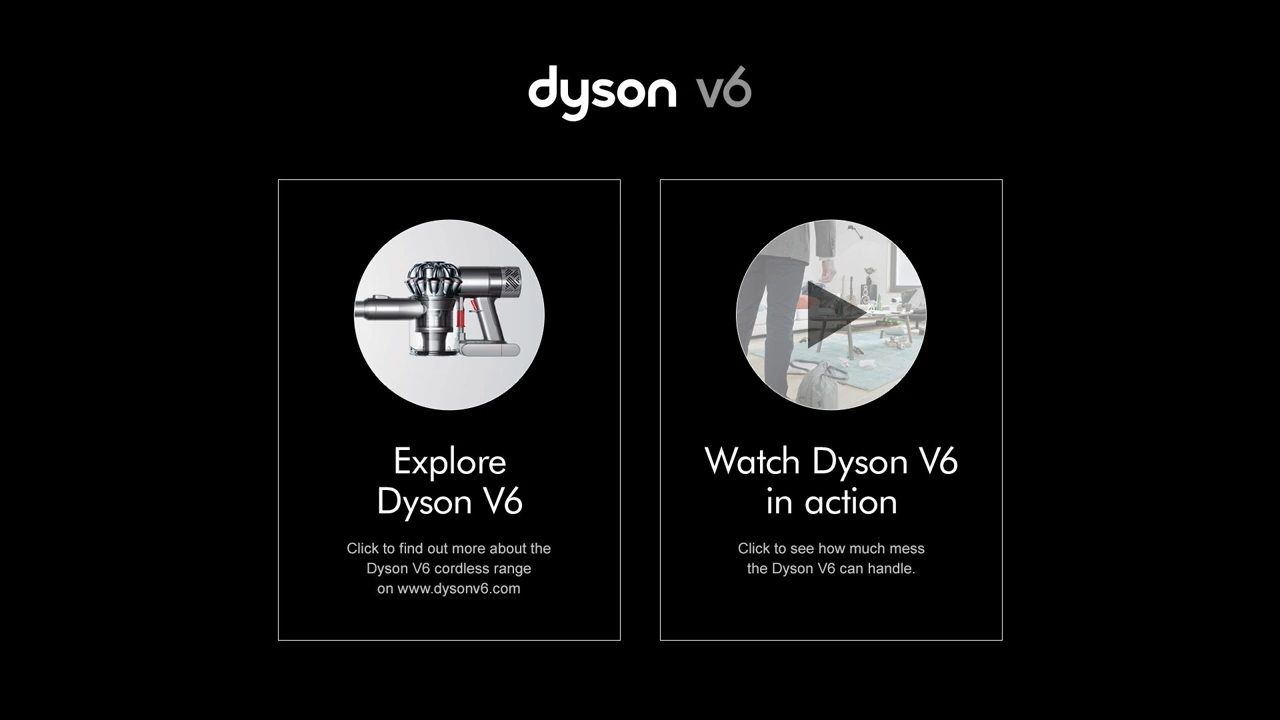 dyson v6
Explore
Dyson V6
Click to find out more about the
Dyson V6 cordless range
on www.dysonv6.com
Watch Dyson V6
in action
Click to see how much mess
the Dyson V6 can handle.